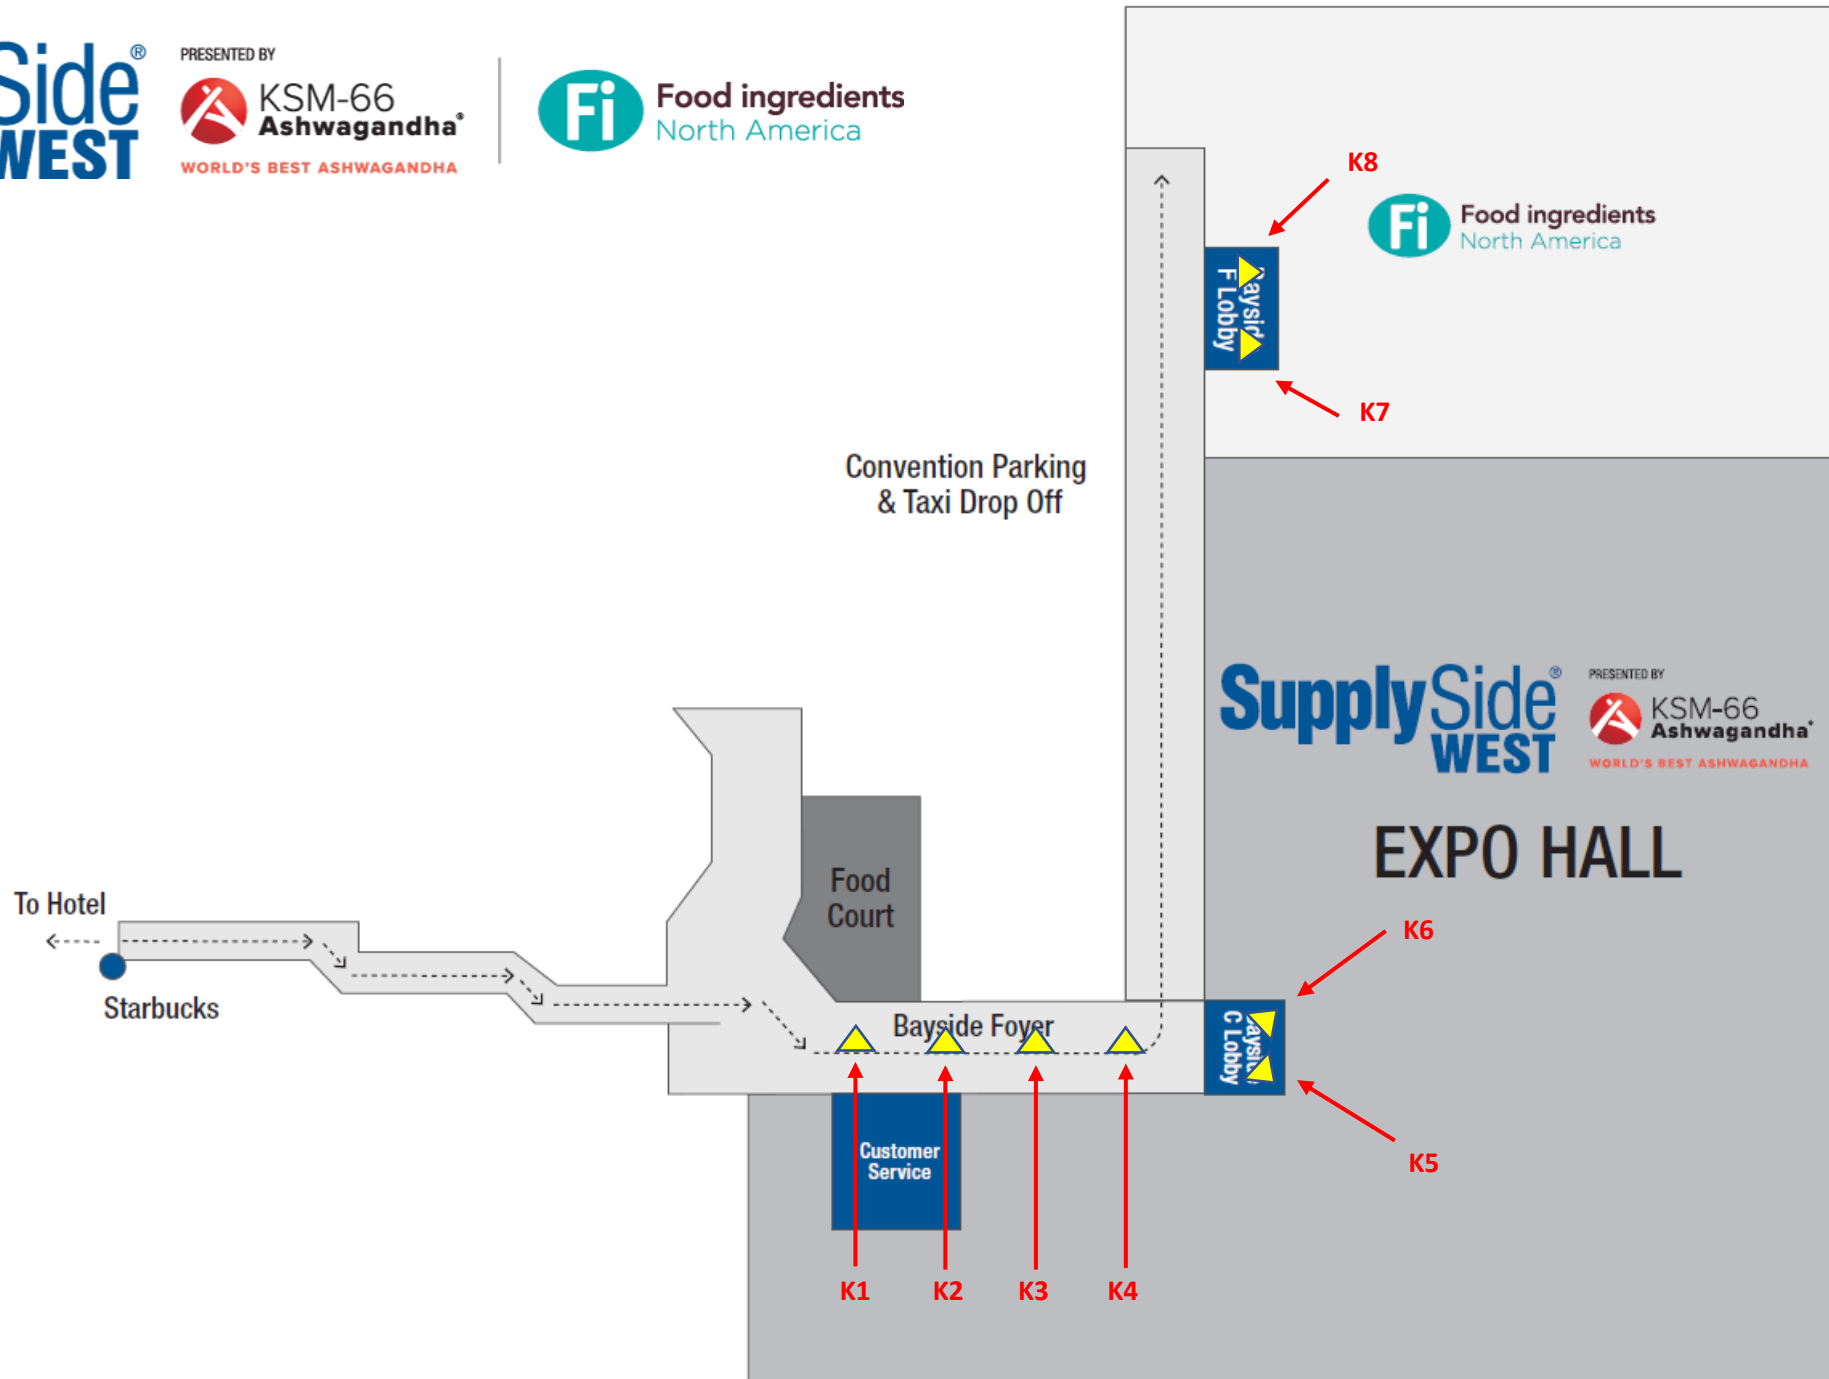 Side®
WEST
PRESENTED BY
KSM-66
Ashwagandha®
WORLD'S BEST ASHWAGANDHA
Fi
Food ingredients
North America
K8
Fi
Food ingredients
North America
F Lobby
K7
Convention Parking
& Taxi Drop Off
SupplySide®
WEST
PRESENTED BY
KSM-66
Ashwagandha®
WORLD'S BEST ASHWAGANDHA
EXPO HALL
Food
Court
To Hotel
Starbucks
K6
Bayside Foyer
C Lobby
K5
Customer
Service
K1
K2
K3
K4